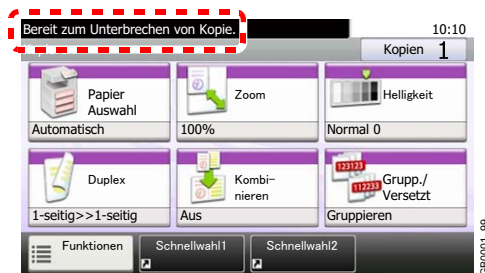 Bereit zum Unterbrechen von Kopie.
10:10
Kopien 1
Papier
Auswahl
Automatisch
Zoom
100%
Helligkeit
Normal 0
Duplex
1-seitig>>1-seitig
Kombi-
nieren
Aus
123123
112233
Grupp./
Versetzt
Gruppieren
Funktionen
Schnellwahl1
Schnellwahl2